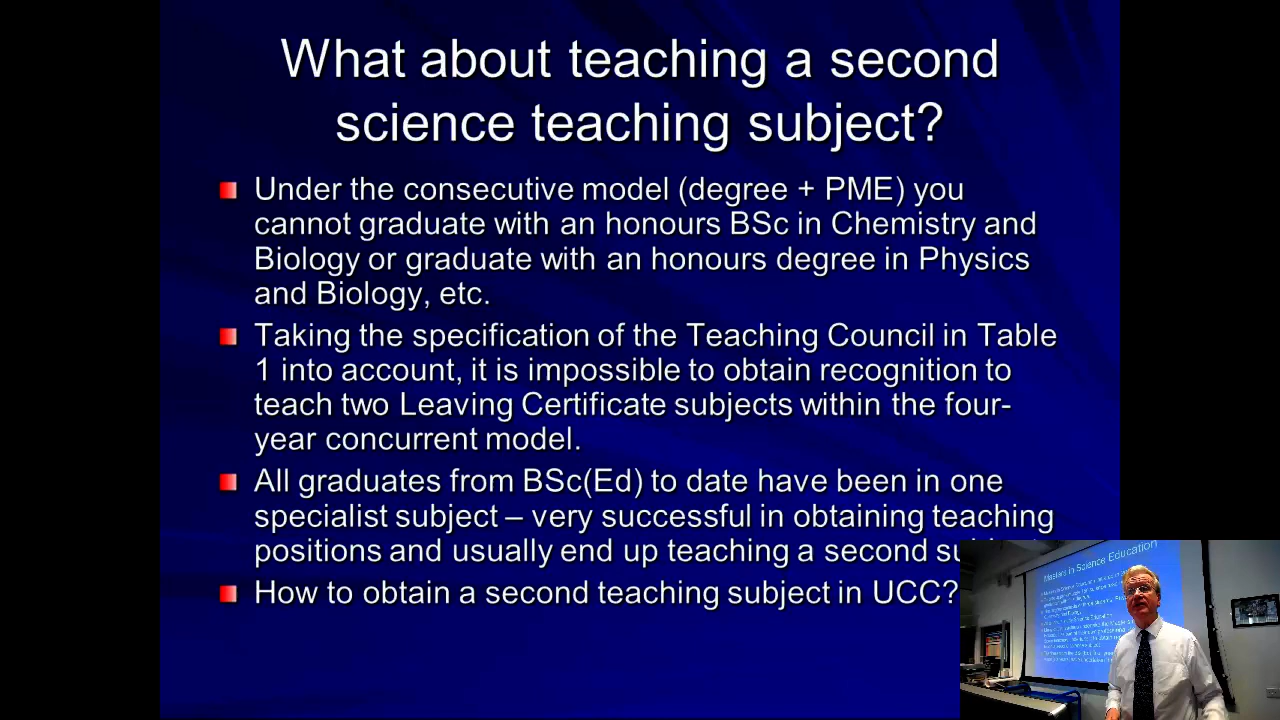 What about teaching a second
science teaching subject?
Under the consecutive model (degree + PME) you
cannot graduate with an honours BSc in Chemistry and
Biology or graduate with an honours degree in Physics
and Biology, etc.
Taking the specification of the Teaching Council in Table
1 into account, it is impossible to obtain recognition to
teach two Leaving Certificate subjects within the four-
year concurrent model.
All graduates from BSc(Ed) to date have been in one
specialist subject – very successful in obtaining teaching
positions and usually end up teaching a second
How to obtain a second teaching subject in UCC?
Masters in Science Education